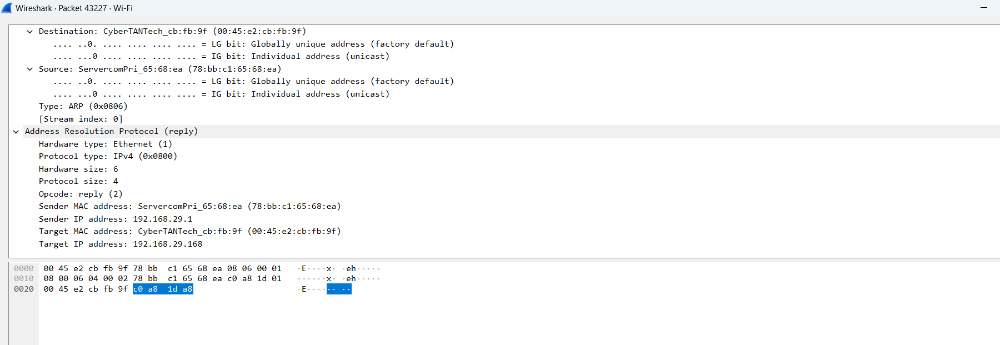 Wireshark · Packet 43227 · Wi-Fi
Destination: CyberTANTech_cb:fb:9f (00:45:e2:cb:fb:9f)
.... ..0. .... .... .... .... = LG bit: Globally unique address (factory default)
.... ...0 .... .... .... .... = IG bit: Individual address (unicast)
Source: ServercomPri_65:68:ea (78:bb:c1:65:68:ea)
.... ..0. .... .... .... .... = LG bit: Globally unique address (factory default)
.... ...0 .... .... .... .... = IG bit: Individual address (unicast)
Type: ARP (0x0806)
[Stream index: 0]
Address Resolution Protocol (reply)
Hardware type: Ethernet (1)
Protocol type: IPv4 (0x0800)
Hardware size: 6
Protocol size: 4
Opcode: reply (2)
Sender MAC address: ServercomPri_65:68:ea (78:bb:c1:65:68:ea)
Sender IP address: 192.168.29.1
Target MAC address: CyberTANTech_cb:fb:9f (00:45:e2:cb:fb:9f)
Target IP address: 192.168.29.168
0000 00 45 e2 cb fb 9f 78 bb c1 65 68 ea 08 06 00 01 ·E····x· ·eh·····
0010 08 00 06 04 00 02 78 bb c1 65 68 ea c0 a8 1d 01 ······x· ·eh·····
0020 00 45 e2 cb fb 9f c0 a8 1d a8 ·E······ ··